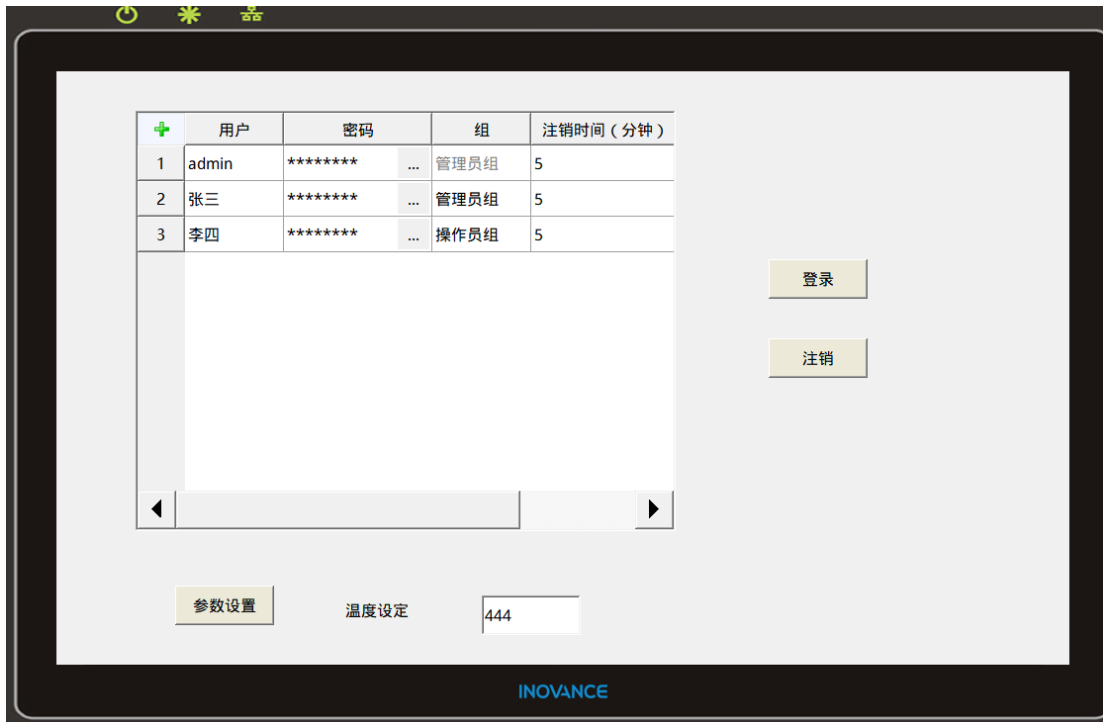 用户 密码 组 注销时间（分钟）
1 admin ******** ... 管理员组 5
2 张三 ******** ... 管理员组 5
3 李四 ******** ... 操作员组 5
登录
注销
参数设置 温度设定 444
INOVANCE